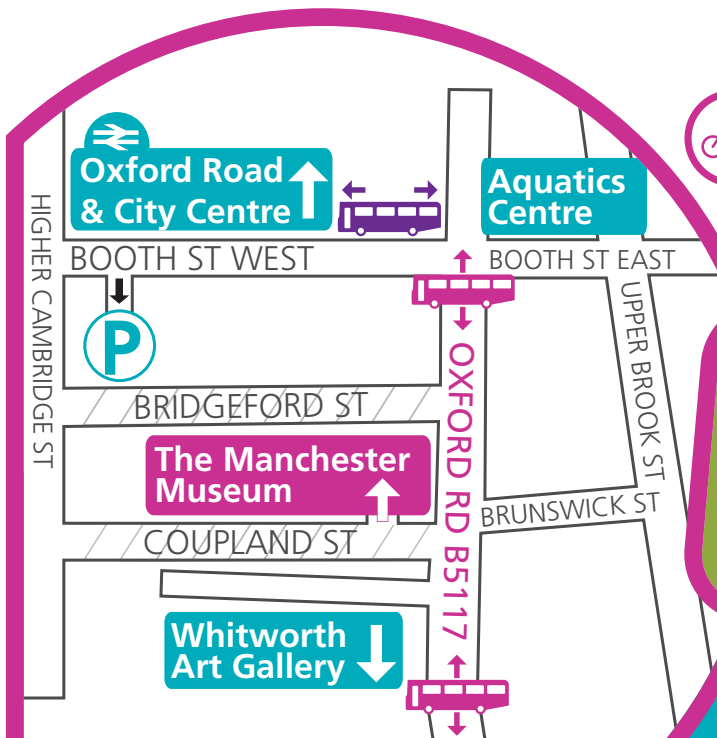 Oxford Road
& City Centre
Aquatics
Centre
HIGHER CAMBRIDGE ST
BOOTH ST WEST
BOOTH ST EAST
P
UPPER BROOK ST
OXFORD RD B5117
BRIDGEFORD ST
The Manchester
Museum
BRUNSWICK ST
COUPLAND ST
Whitworth
Art Gallery